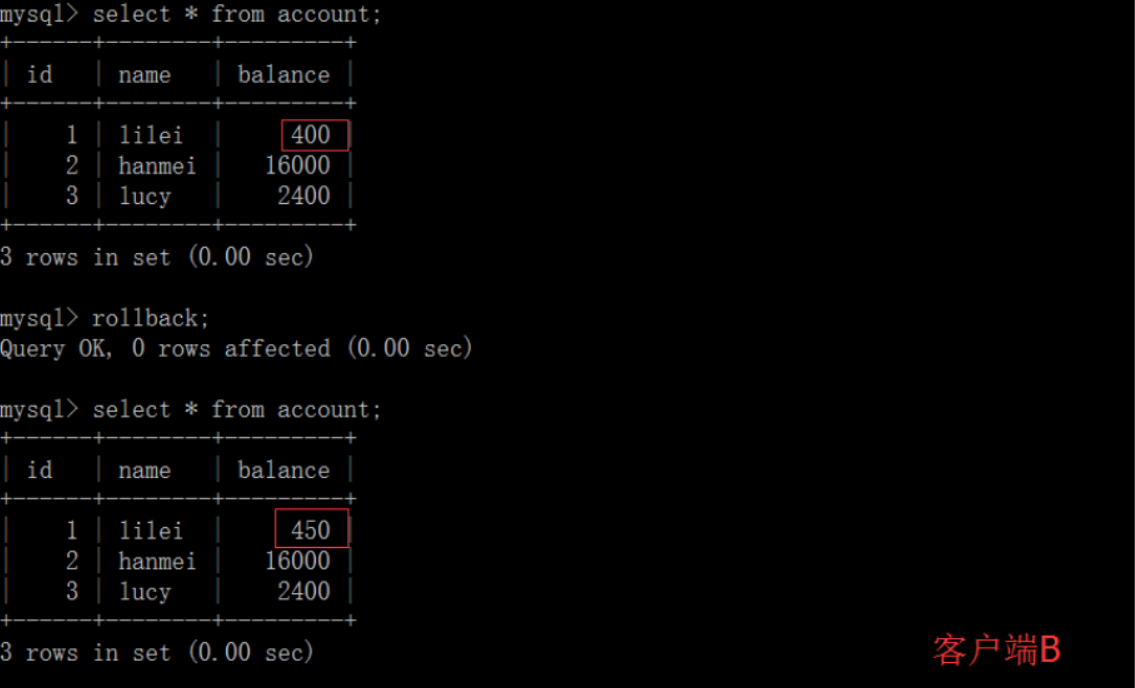 mysql> select * from account;
+------+--------+---------+
| id   | name   | balance |
+------+--------+---------+
|    1 | lilei  |     400 |
|    2 | hanmei |   16000 |
|    3 | lucy   |    2400 |
+------+--------+---------+
3 rows in set (0.00 sec)
mysql> rollback;
Query OK, 0 rows affected (0.00 sec)
mysql> select * from account;
+------+--------+---------+
| id   | name   | balance |
+------+--------+---------+
|    1 | lilei  |     450 |
|    2 | hanmei |   16000 |
|    3 | lucy   |    2400 |
+------+--------+---------+
3 rows in set (0.00 sec)
客户端B